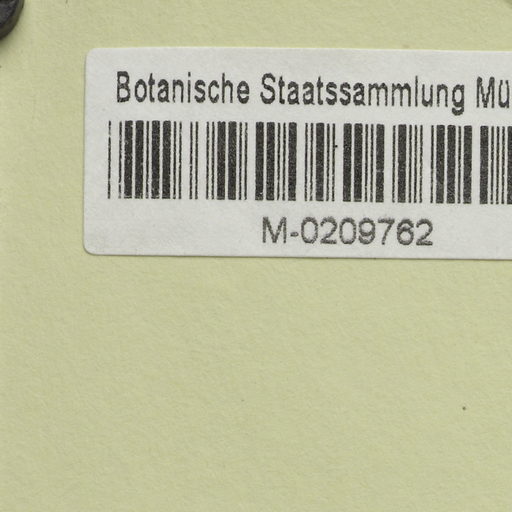 Botanische Staatssammlung Mü
M-0209762